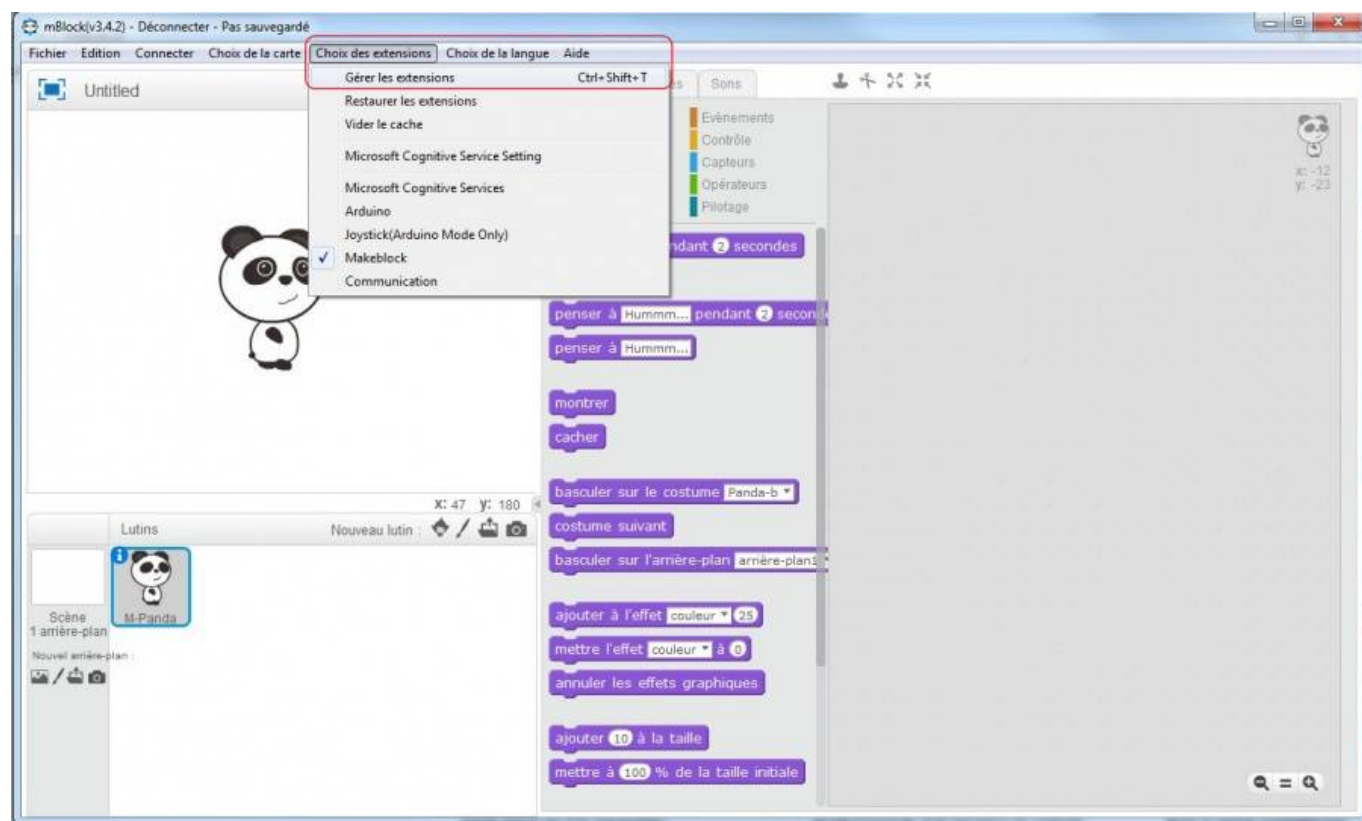 mBlock(v3.4.2) - Déconnecter - Pas sauvegardé
Fichier Edition Connecter Choix de la carte Choix des extensions Choix de la langue Aide
Untitled
Gérer les extensions Ctrl+Shift+T
Restaurer les extensions
Vider le cache
Microsoft Cognitive Service Setting
Microsoft Cognitive Services
Arduino
Joystick(Arduino Mode Only)
Makeblock
Communication
Sons
Evènements
Contrôle
Capteurs
Opérateurs
Pilotage
x: -12
y: -23
ndant 2 secondes
penser à Hummm... pendant 2 secon
penser à Hummm...
montrer
cacher
basculer sur le costume Panda-b
costume suivant
basculer sur l'arrière-plan arrière-plan1
ajouter à l'effet couleur 25
mettre l'effet couleur à 0
annuler les effets graphiques
ajouter 10 à la taille
mettre à 100 % de la taille initiale
X: 47 y: 180
Lutins Nouveau lutin :
Scène
1 arrière-plan
M-Panda
Nouvel arrière-plan :